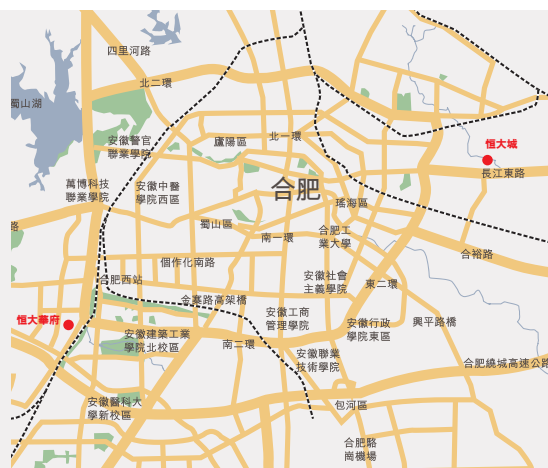 四里河路
北二環
蜀山湖
恒大城
安徽警官
聯業學院
廬陽區
北一環
長江東路
萬博科技
聯業學院
安徽中醫
學院西區
合肥
瑤海區
路
蜀山區
南一環
合肥工
業大學
合裕路
個作化南路
合肥西站
安徽社會
主義學院
東二環
金寨路高架橋
恒大華府
安徽工商
管理學院
安徽行政
學院東區
興平路橋
安徽建築工業
學院北校區
南二環
安徽聯業
技術學院
合肥繞城高速公路
安徽醫科大
學新校區
包河區
合肥駱
崗機場